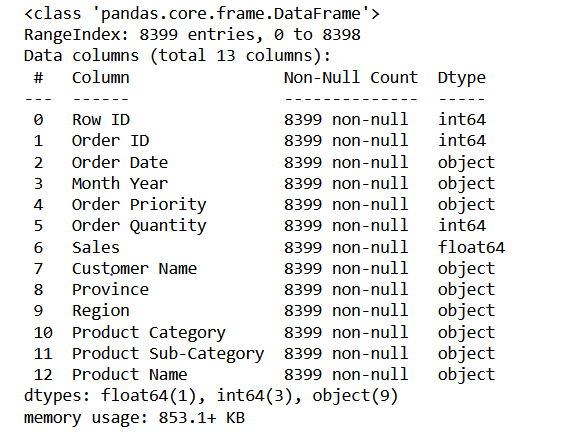 <class 'pandas.core.frame.DataFrame'>
RangeIndex: 8399 entries, 0 to 8398
Data columns (total 13 columns):
 #   Column                Non-Null Count  Dtype
---  ------                --------------  -----
 0   Row ID                8399 non-null   int64
 1   Order ID              8399 non-null   int64
 2   Order Date            8399 non-null   object
 3   Month Year            8399 non-null   object
 4   Order Priority        8399 non-null   object
 5   Order Quantity        8399 non-null   int64
 6   Sales                 8399 non-null   float64
 7   Customer Name         8399 non-null   object
 8   Province              8399 non-null   object
 9   Region                8399 non-null   object
 10  Product Category      8399 non-null   object
 11  Product Sub-Category  8399 non-null   object
 12  Product Name          8399 non-null   object
dtypes: float64(1), int64(3), object(9)
memory usage: 853.1+ KB